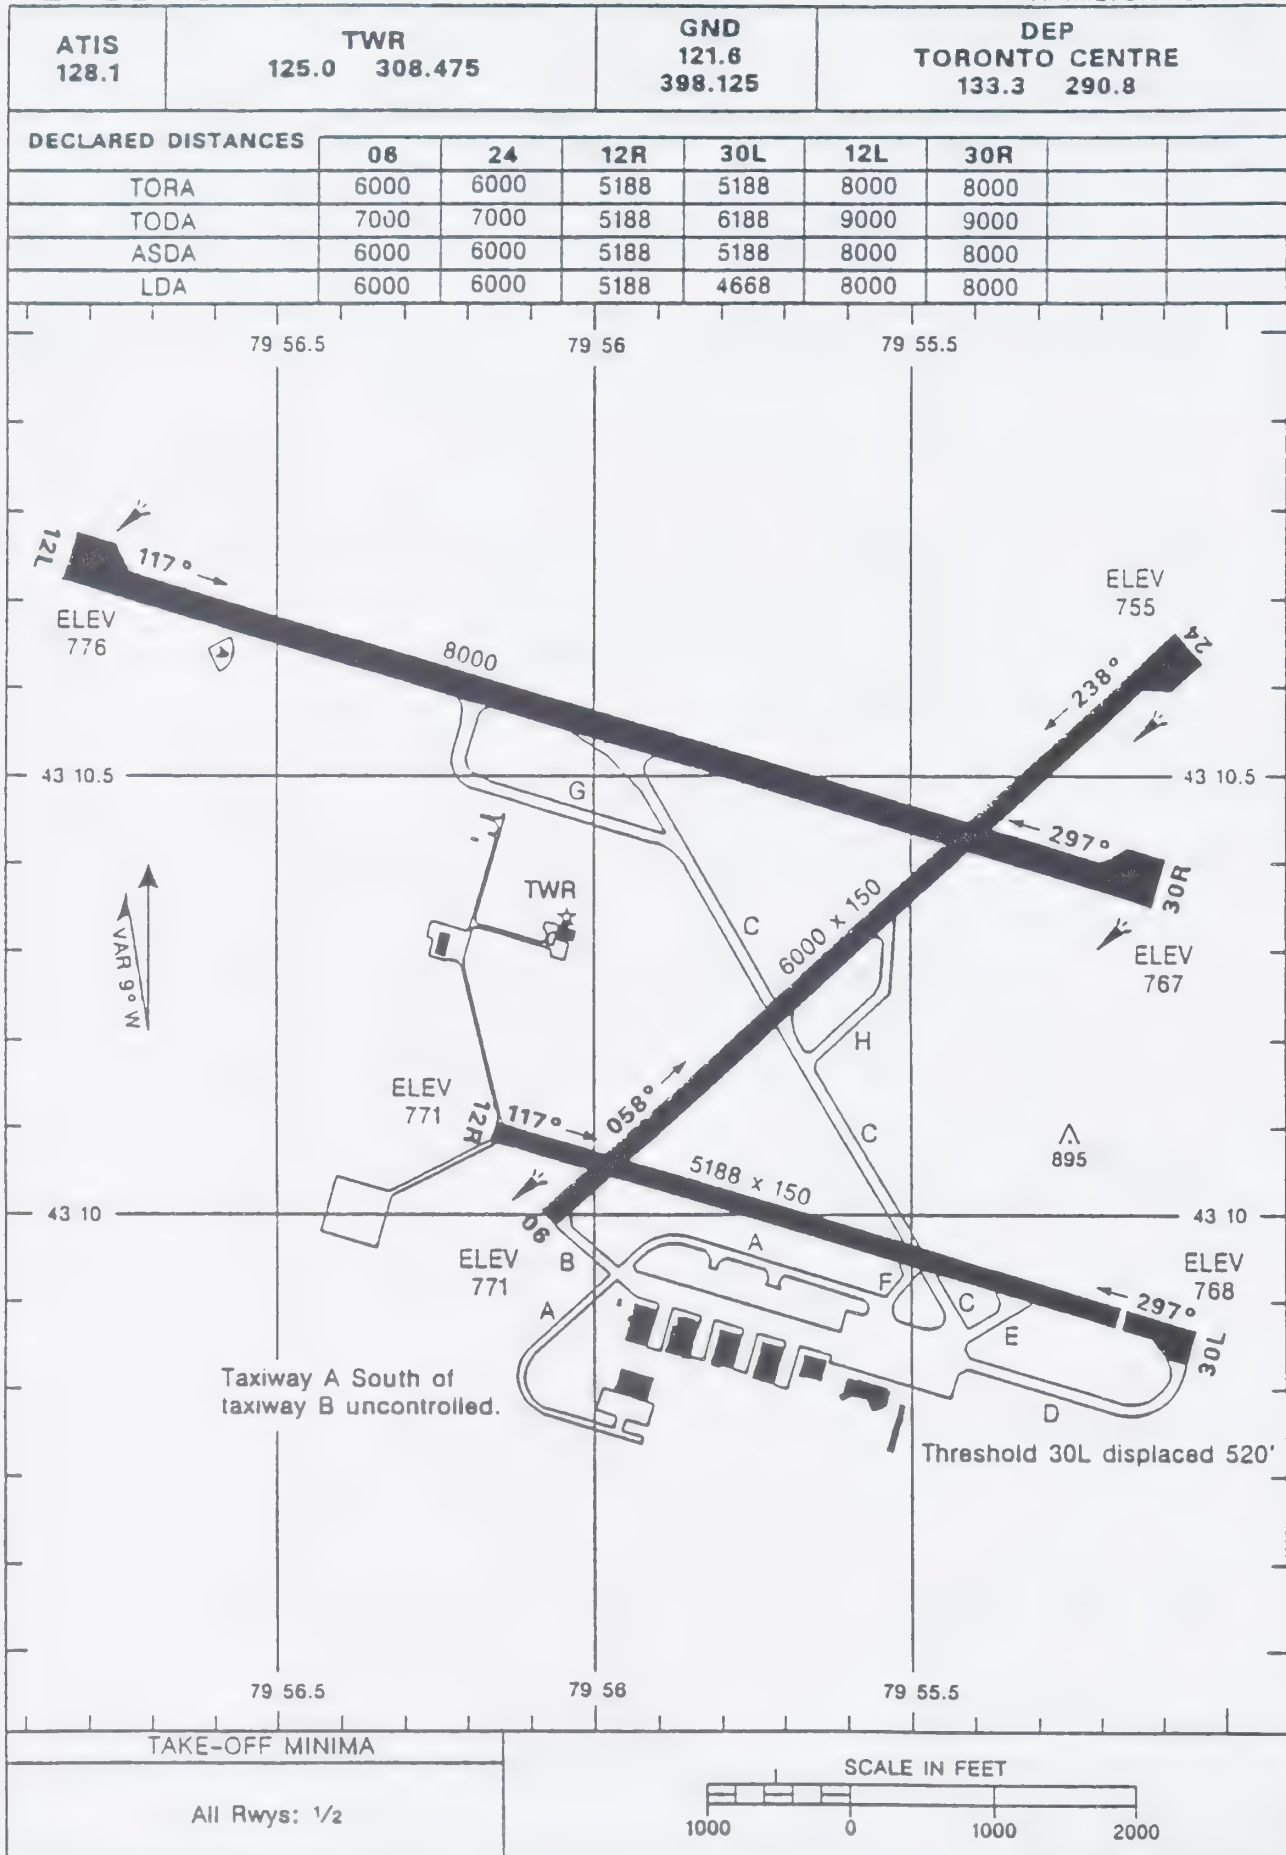 ATIS TWR GND DEP
128.1 125.0 308.475 121.6 TORONTO CENTRE
398.125 133.3 290.8
DECLARED DISTANCES 06 24 12R 30L 12L 30R
TORA 6000 6000 5188 5188 8000 8000
TODA 7000 7000 5188 6188 9000 9000
ASDA 6000 6000 5188 5188 8000 8000
LDA 6000 6000 5188 4668 8000 8000
79 56.5 79 56 79 55.5
12L
117°
ELEV
776
8000
ELEV
755
24
238°
43 10.5 43 10.5
G
297°
30R
TWR
C
6000 x 150
ELEV
767
VAR 9° W
H
ELEV
771
12R
117°
058°
C
895
5188 x 150
43 10 43 10
06
ELEV
771
B
A
A
F
C
E
D
ELEV
768
297°
30L
Taxiway A South of
taxiway B uncontrolled.
Threshold 30L displaced 520'
79 56.5 79 56 79 55.5
TAKE-OFF MINIMA
All Rwys: 1/2
SCALE IN FEET
1000 0 1000 2000